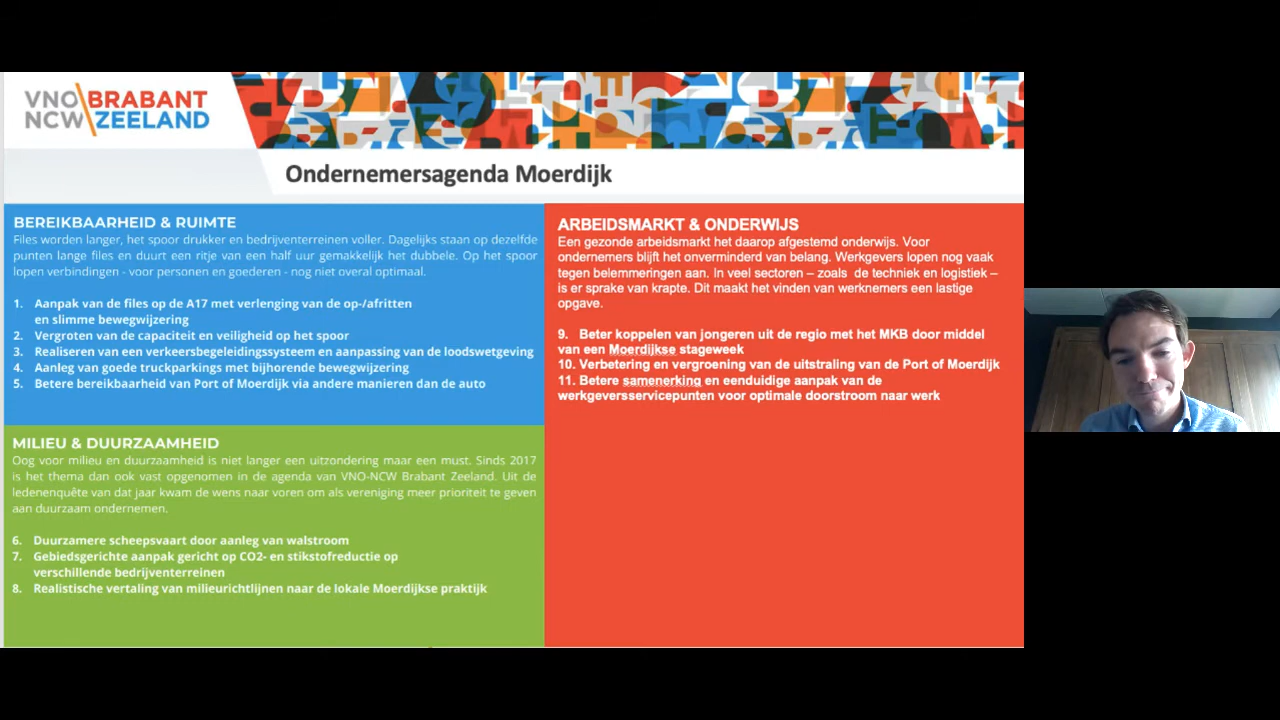 VNO\BRABANT
NCW\ZEELAND
Ondernemersagenda Moerdijk
BEREIKBAARHEID & RUIMTE
Files worden langer, het spoor drukker en bedrijventerreinen voller. Dagelijks staan op dezelfde
punten lange files en duurt een ritje van een half uur gemakkelijk het dubbele. Op het spoor
lopen verbindingen - voor personen en goederen - nog niet overal optimaal.
1. Aanpak van de files op de A17 met verlenging van de op-/afritten
en slimme bewegwijzering
2. Vergroten van de capaciteit en veiligheid op het spoor
3. Realiseren van een verkeersbegeleidingssysteem en aanpassing van de loodswetgeving
4. Aanleg van goede truckparkings met bijhorende bewegwijzering
5. Betere bereikbaarheid van Port of Moerdijk via andere manieren dan de auto
MILIEU & DUURZAAMHEID
Oog voor milieu en duurzaamheid is niet langer een uitzondering maar een must. Sinds 2017
is het thema dan ook vast opgenomen in de agenda van VNO-NCW Brabant Zeeland. Uit de
ledenenquête van dat jaar kwam de wens naar voren om als vereniging meer prioriteit te geven
aan duurzaam ondernemen.
6. Duurzamere scheepsvaart door aanleg van walstroom
7. Gebiedsgerichte aanpak gericht op CO2- en stikstofreductie op
verschillende bedrijventerreinen
8. Realistische vertaling van milieurichtlijnen naar de lokale Moerdijkse praktijk
ARBEIDSMARKT & ONDERWIJS
Een gezonde arbeidsmarkt het daarop afgestemd onderwijs. Voor
ondernemers blijft het onverminderd van belang. Werkgevers lopen nog vaak
tegen belemmeringen aan. In veel sectoren – zoals de techniek en logistiek –
is er sprake van krapte. Dit maakt het vinden van werknemers een lastige
opgave.
9. Beter koppelen van jongeren uit de regio met het MKB door middel
van een Moerdijkse stageweek
10. Verbetering en vergroening van de uitstraling van de Port of Moerdijk
11. Betere samenerking en eenduidige aanpak van de
werkgeversservicepunten voor optimale doorstroom naar werk